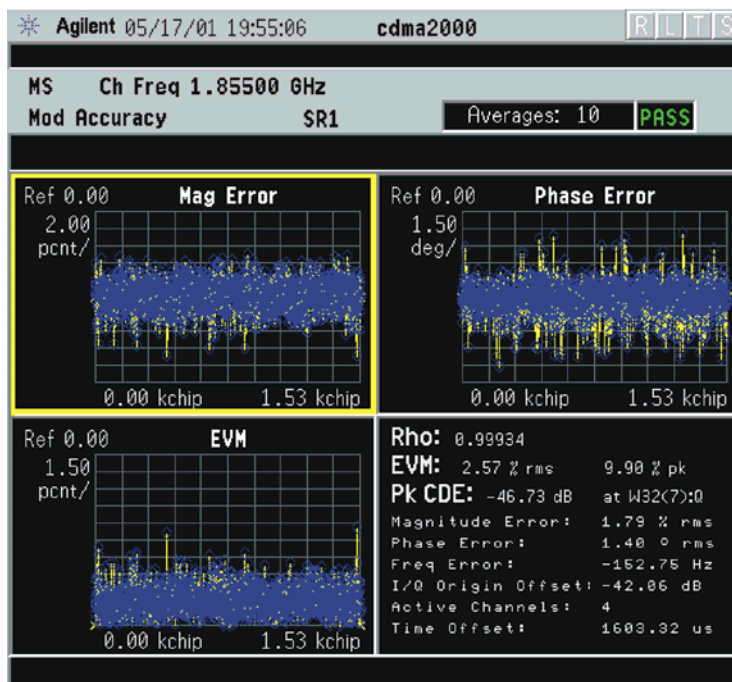 Agilent 05/17/01 19:55:06 cdma2000 R L T S
MS Ch Freq 1.85500 GHz
Mod Accuracy SR1 Averages: 10 PASS
Ref 0.00 Mag Error
2.00
pcnt/
0.00 kchip 1.53 kchip
Ref 0.00 Phase Error
1.50
deg/
0.00 kchip 1.53 kchip
Ref 0.00 EVM
1.50
pcnt/
0.00 kchip 1.53 kchip
Rho: 0.99934
EVM: 2.57 % rms 9.90 % pk
Pk CDE: -46.73 dB at W32(7):Q
Magnitude Error: 1.79 % rms
Phase Error: 1.40 º rms
Freq Error: -152.75 Hz
I/Q Origin Offset: -42.06 dB
Active Channels: 4
Time Offset: 1603.32 us